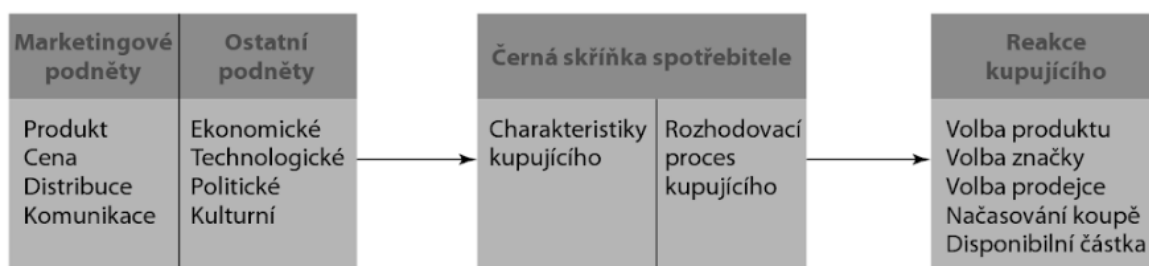 Marketingové
podněty
Ostatní
podněty
Černá skříňka spotřebitele
Reakce
kupujícího
Produkt
Cena
Distribuce
Komunikace
Ekonomické
Technologické
Politické
Kulturní
Charakteristiky
kupujícího
Rozhodovací
proces
kupujícího
Volba produktu
Volba značky
Volba prodejce
Načasování koupě
Disponibilní částka